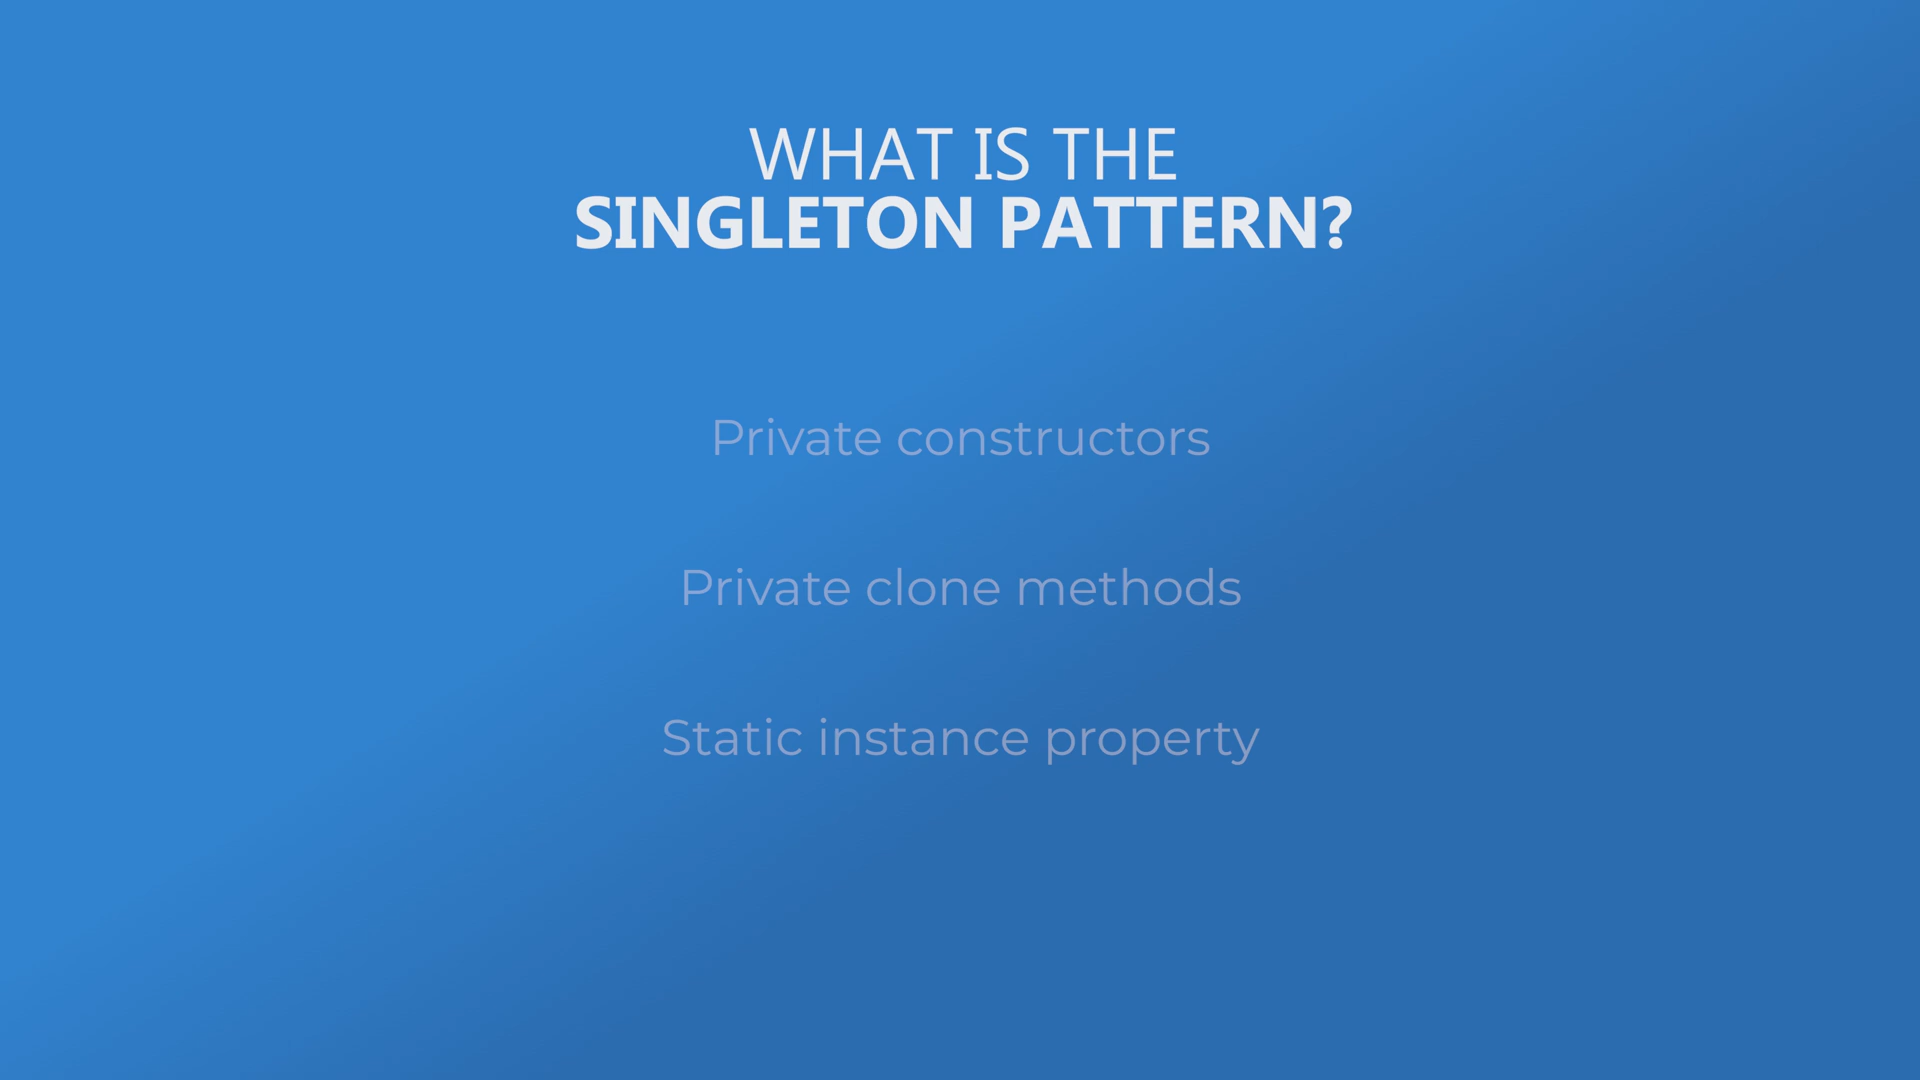 WHAT IS THE
SINGLETON PATTERN?
Private constructors
Private clone methods
Static instance property